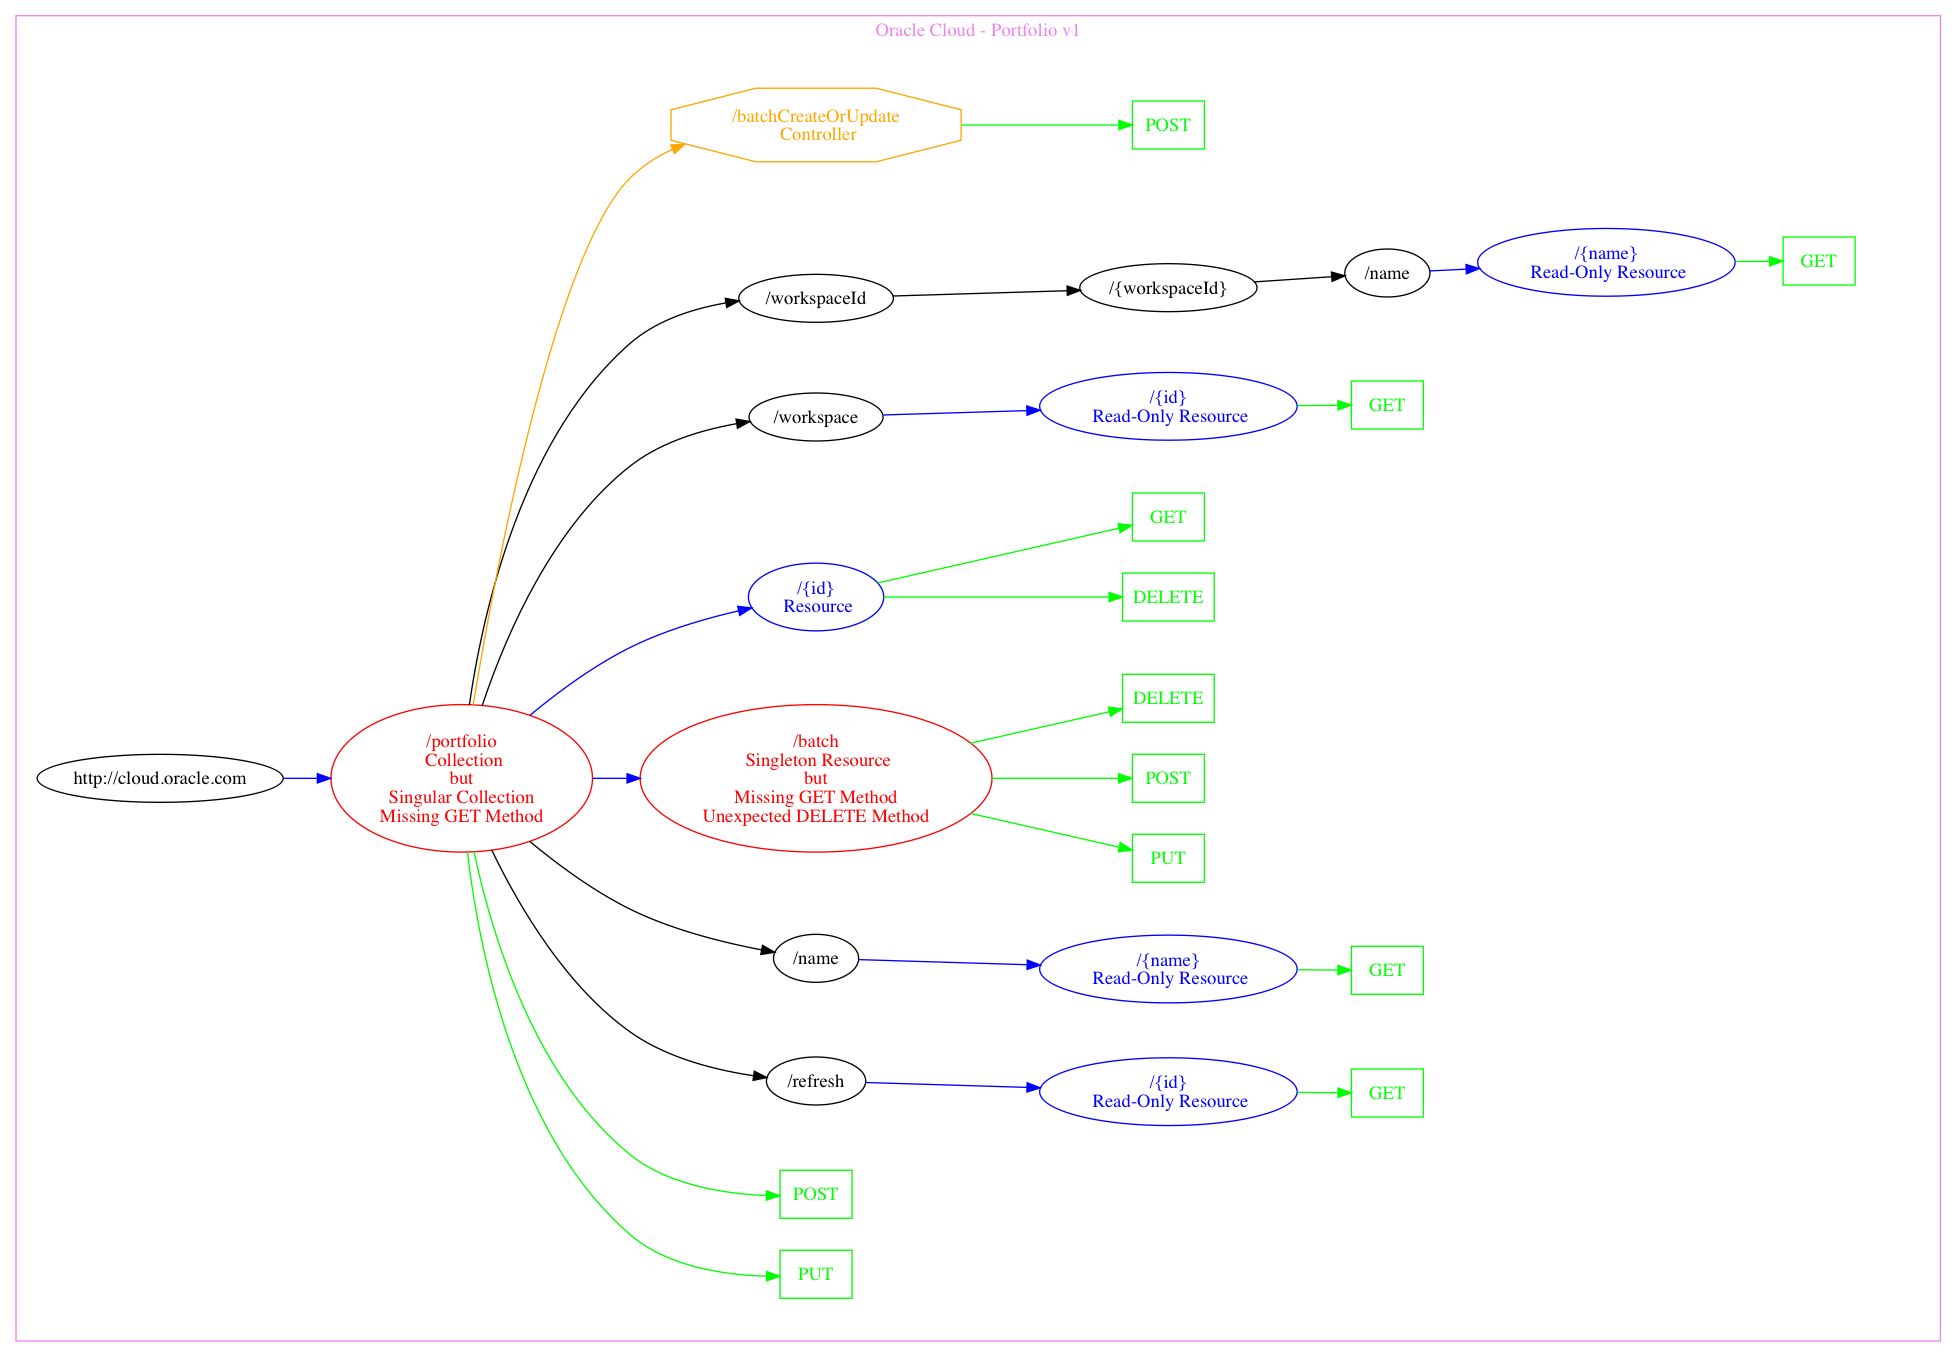 Oracle Cloud - Portfolio v1
/batchCreateOrUpdate
Controller
POST
/workspaceId
/{workspaceId}
/name
/{name}
Read-Only Resource
GET
/workspace
/{id}
Read-Only Resource
GET
/{id}
Resource
GET
DELETE
http://cloud.oracle.com
/portfolio
Collection
but
Singular Collection
Missing GET Method
/batch
Singleton Resource
but
Missing GET Method
Unexpected DELETE Method
DELETE
POST
PUT
/name
/{name}
Read-Only Resource
GET
/refresh
/{id}
Read-Only Resource
GET
POST
PUT